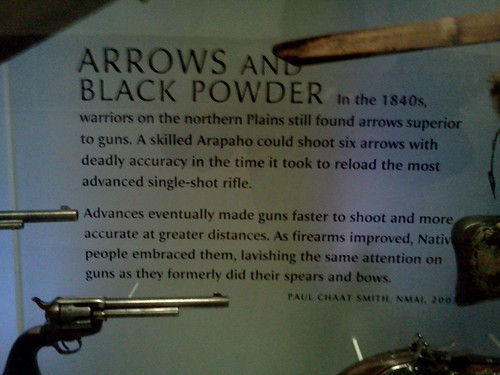 ARROWS AND
BLACK POWDER In the 1840s,
warriors on the northern Plains still found arrows superior
to guns. A skilled Arapaho could shoot six arrows with
deadly accuracy in the time it took to reload the most
advanced single-shot rifle.
Advances eventually made guns faster to shoot and more
accurate at greater distances. As firearms improved, Nativ
people embraced them, lavishing the same attention on
guns as they formerly did their spears and bows.
PAUL CHAAT SMITH, NMAI, 200